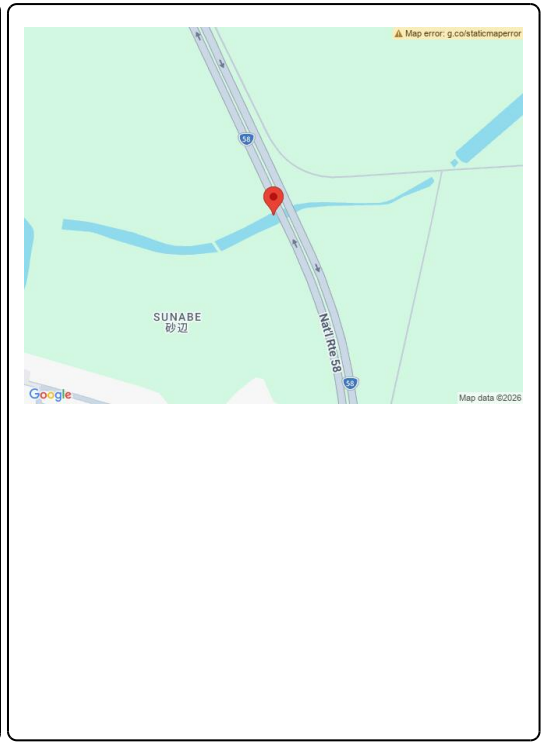 Map error: g.co/staticmaperror
58
SUNABE
砂辺
Nat'l Rte 58
58
Google
Map data ©2026